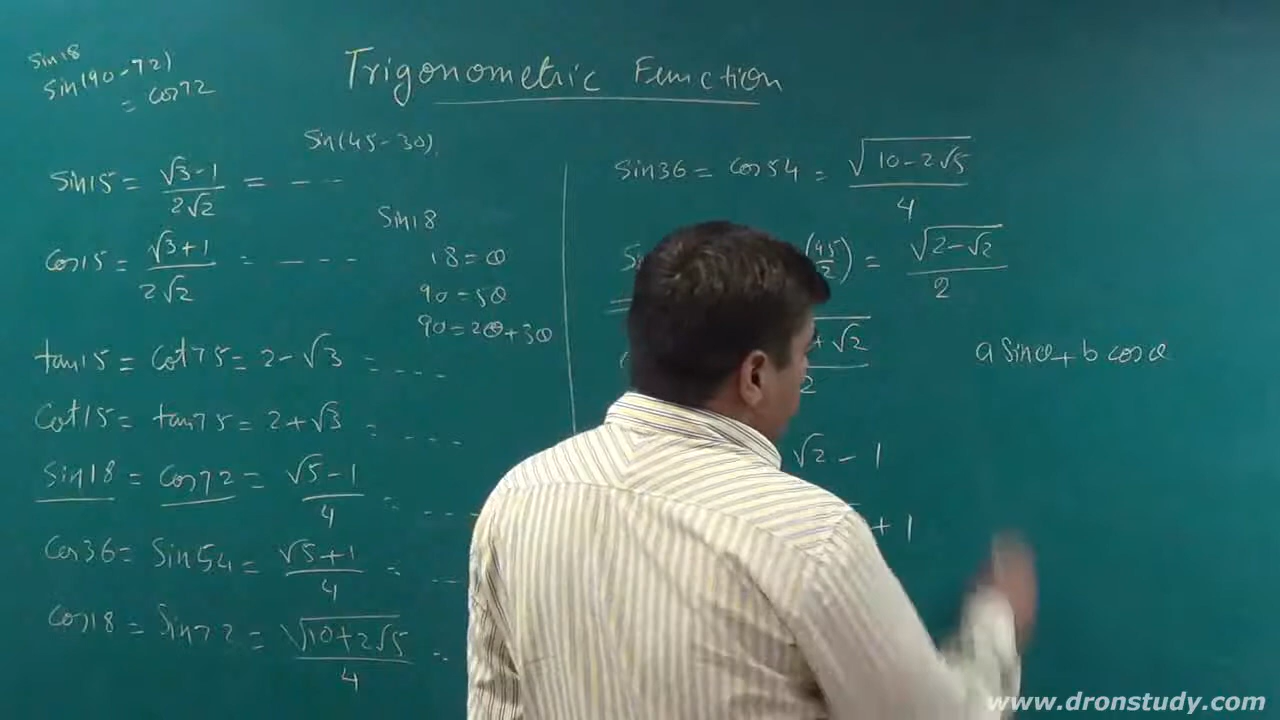 Sin18
Sin(90-72)
= cos72
Trigonometric Function
Sin(45-30)
Sin15 = √3-1/2√2 = ---
Cos15 = √3+1/2√2 = ----
tan15 = Cot75 = 2-√3 = ----
Cot15 = tan75 = 2+√3 = ----
Sin18 = Cos72 = √5-1/4 = ----
Cos36 = Sin54 = √5+1/4 = ---
Cos18 = Sin72 = √10+2√5/4 =
Sin18
18=θ
90=5θ
90=2θ+3θ
Sin36 = Cos54 = √10-2√5/4
(45/2) = √2-√2/2
+√2
2
√2-1
+1
a Sinθ + b cosθ
www.dronstudy.com